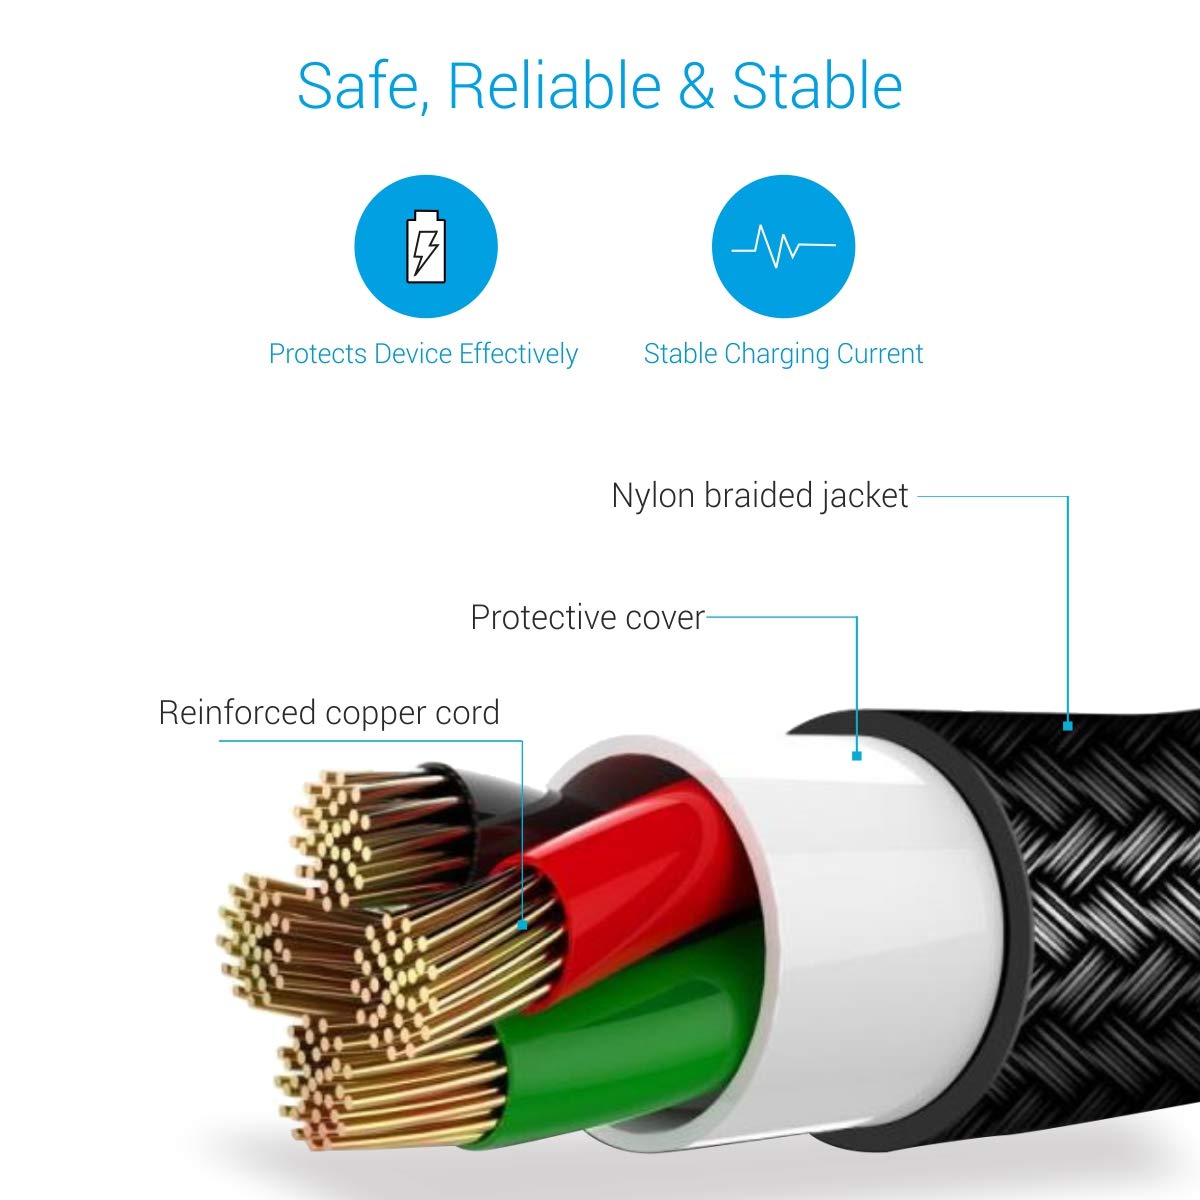 Safe, Reliable & Stable
Protects Device Effectively
Stable Charging Current
Nylon braided jacket
Protective cover
Reinforced copper cord